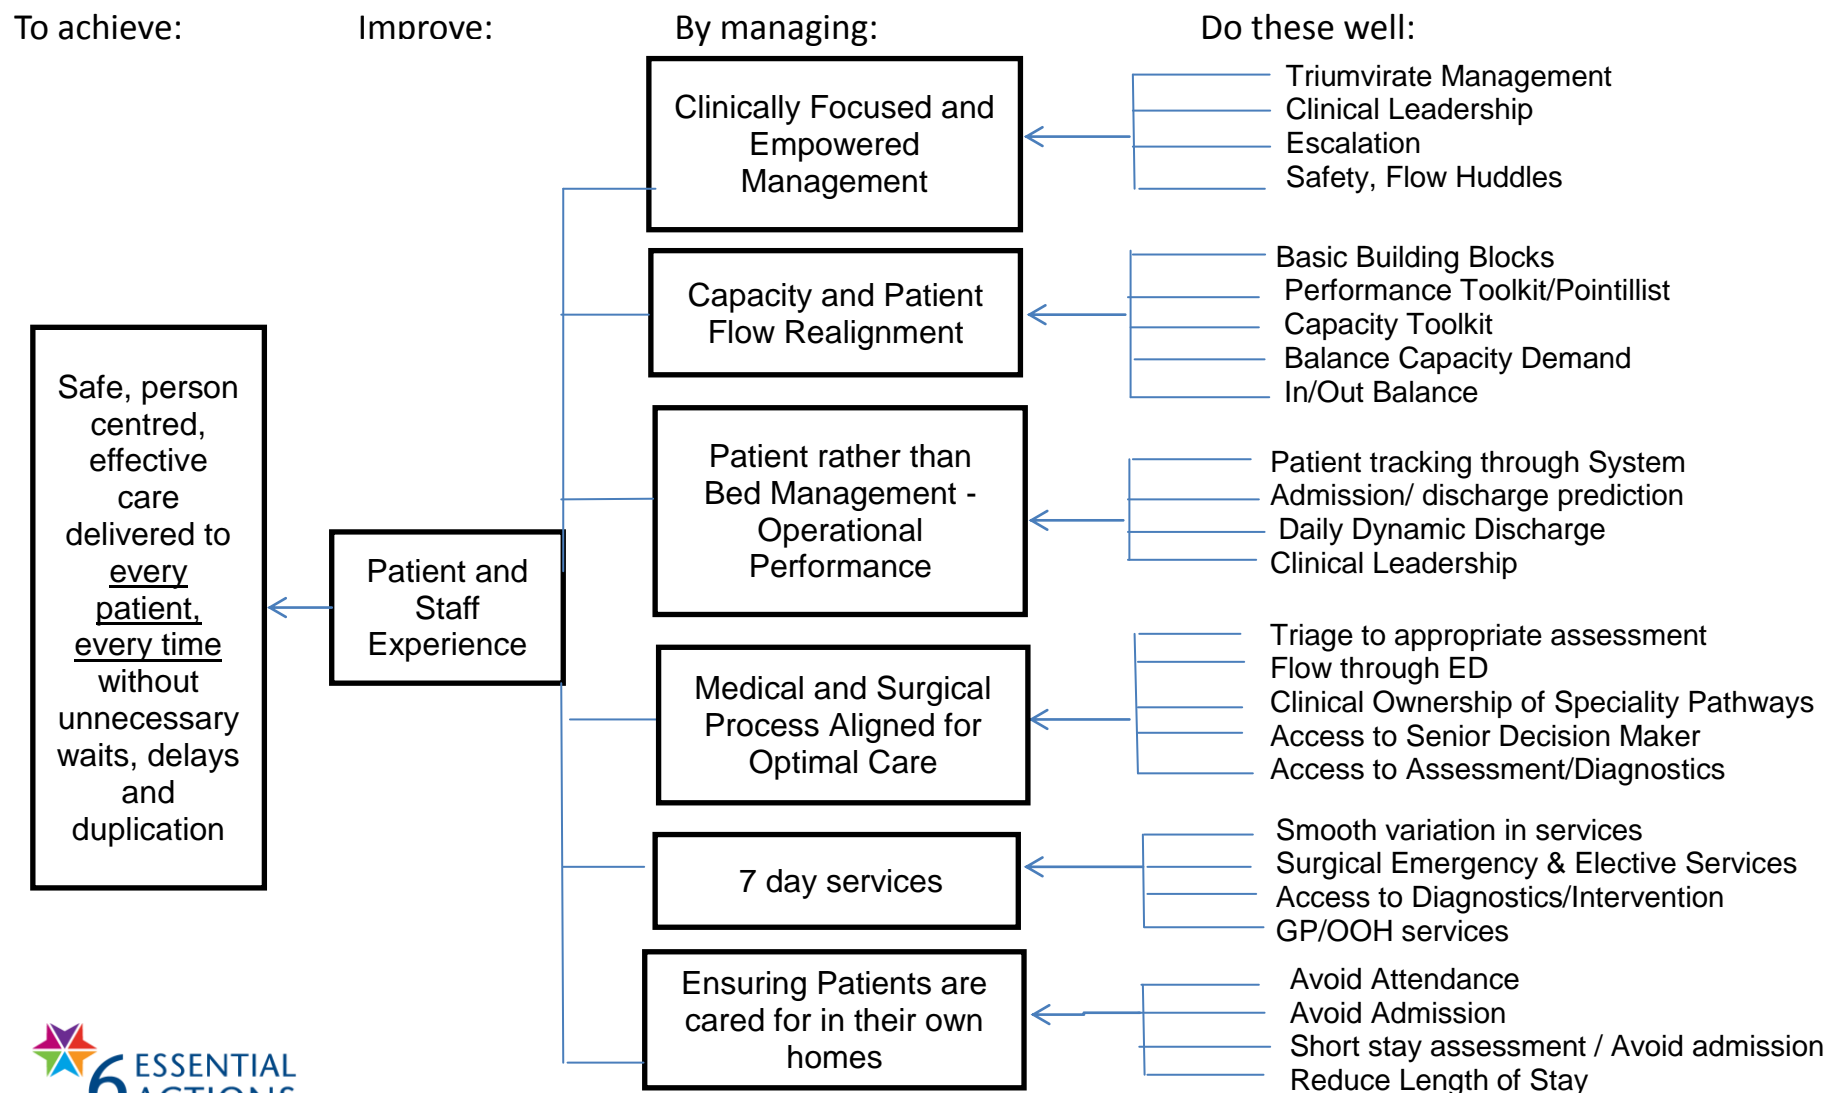 To achieve:
Improve:
By managing:
Do these well:
Safe, person
centred,
effective
care
delivered to
every
patient,
every time
without
unnecessary
waits, delays
and
duplication
Patient and
Staff
Experience
Clinically Focused and
Empowered
Management
Triumvirate Management
Clinical Leadership
Escalation
Safety, Flow Huddles
Capacity and Patient
Flow Realignment
Basic Building Blocks
Performance Toolkit/Pointillist
Capacity Toolkit
Balance Capacity Demand
In/Out Balance
Patient rather than
Bed Management -
Operational
Performance
Patient tracking through System
Admission/ discharge prediction
Daily Dynamic Discharge
Clinical Leadership
Medical and Surgical
Process Aligned for
Optimal Care
Triage to appropriate assessment
Flow through ED
Clinical Ownership of Speciality Pathways
Access to Senior Decision Maker
Access to Assessment/Diagnostics
7 day services
Smooth variation in services
Surgical Emergency & Elective Services
Access to Diagnostics/Intervention
GP/OOH services
Ensuring Patients are
cared for in their own
homes
Avoid Attendance
Avoid Admission
Short stay assessment / Avoid admission
Reduce Length of Stay
6 ESSENTIAL
ACTIONS